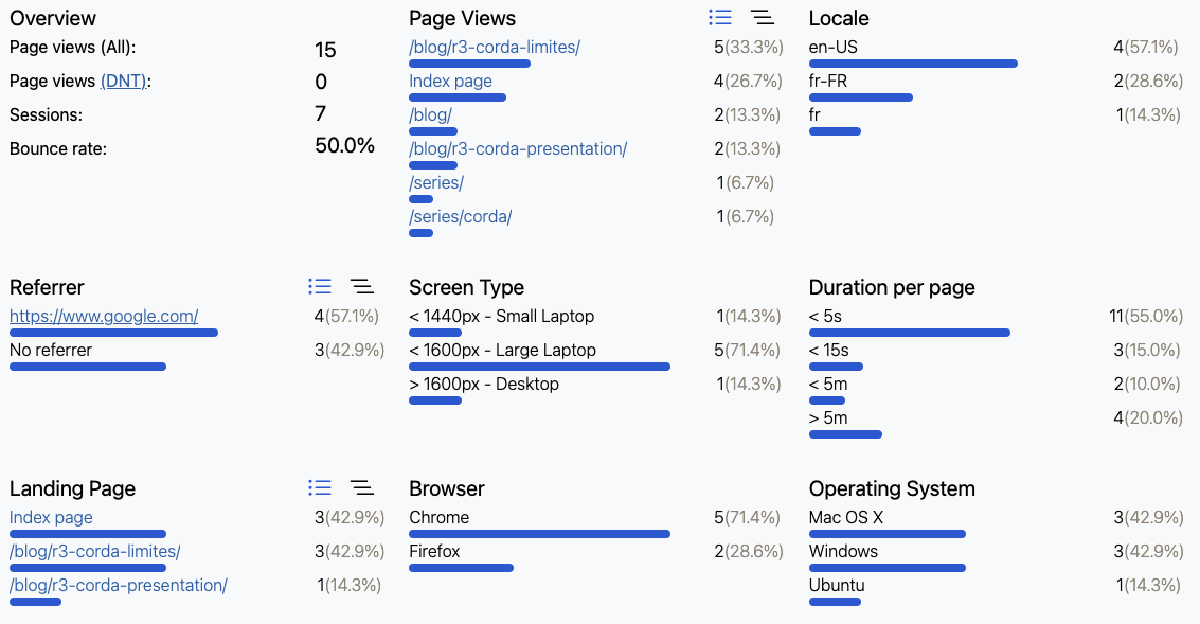 Overview
Page views (All): 15
Page views (DNT): 0
Sessions: 7
Bounce rate: 50.0%
Page Views
/blog/r3-corda-limites/ 5(33.3%)
Index page 4(26.7%)
/blog/ 2(13.3%)
/blog/r3-corda-presentation/ 2(13.3%)
/series/ 1(6.7%)
/series/corda/ 1(6.7%)
Locale
en-US 4(57.1%)
fr-FR 2(28.6%)
fr 1(14.3%)
Referrer
https://www.google.com/ 4(57.1%)
No referrer 3(42.9%)
Screen Type
< 1440px - Small Laptop 1(14.3%)
< 1600px - Large Laptop 5(71.4%)
> 1600px - Desktop 1(14.3%)
Duration per page
< 5s 11(55.0%)
< 15s 3(15.0%)
< 5m 2(10.0%)
> 5m 4(20.0%)
Landing Page
Index page 3(42.9%)
/blog/r3-corda-limites/ 3(42.9%)
/blog/r3-corda-presentation/ 1(14.3%)
Browser
Chrome 5(71.4%)
Firefox 2(28.6%)
Operating System
Mac OS X 3(42.9%)
Windows 3(42.9%)
Ubuntu 1(14.3%)